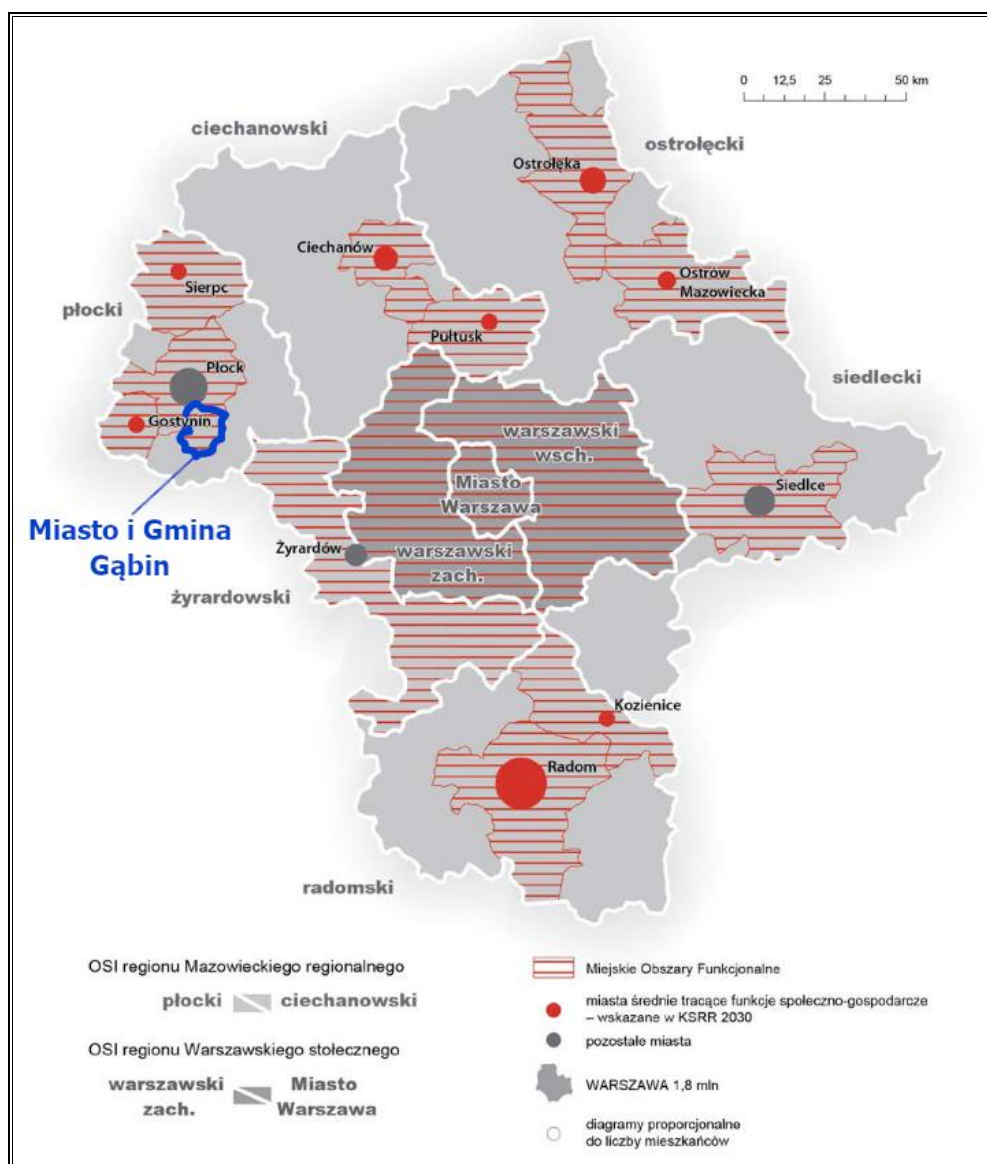 0 12,5 25 50 km
ciechanowski
ostrołęcki
Ostrołęka
Ciechanów
Ostrów
Mazowiecka
Sierpc
płocki
Pułtusk
Płock
siedlecki
Gostynin
warszawski
wsch.
Miasto
Warszawa
Siedlce
Miasto i Gmina
Gąbin
Żyrardów
warszawski
zach.
żyrardowski
Kozienice
Radom
radomski
OSI regionu Mazowieckiego regionalnego
płocki ciechanowski
OSI regionu Warszawskiego stołecznego
warszawski
zach.
Miasto
Warszawa
Miejskie Obszary Funkcjonalne
miasta średnie tracące funkcje społeczno-gospodarcze
– wskazane w KSRR 2030
pozostałe miasta
WARSZAWA 1,8 mln
diagramy proporcjonalne
do liczby mieszkańców